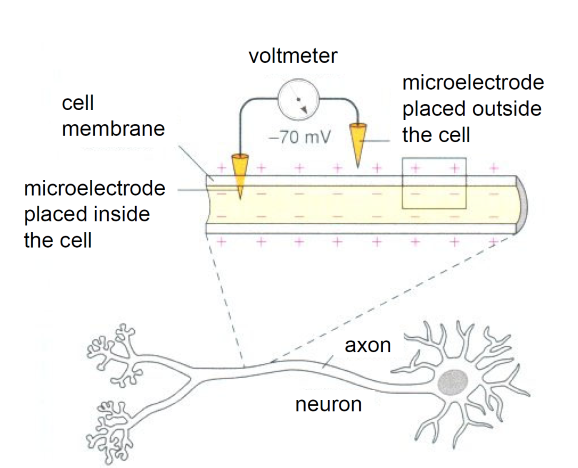 voltmeter
cell
membrane
microelectrode
placed outside
the cell
−70 mV
microelectrode
placed inside
the cell
axon
neuron